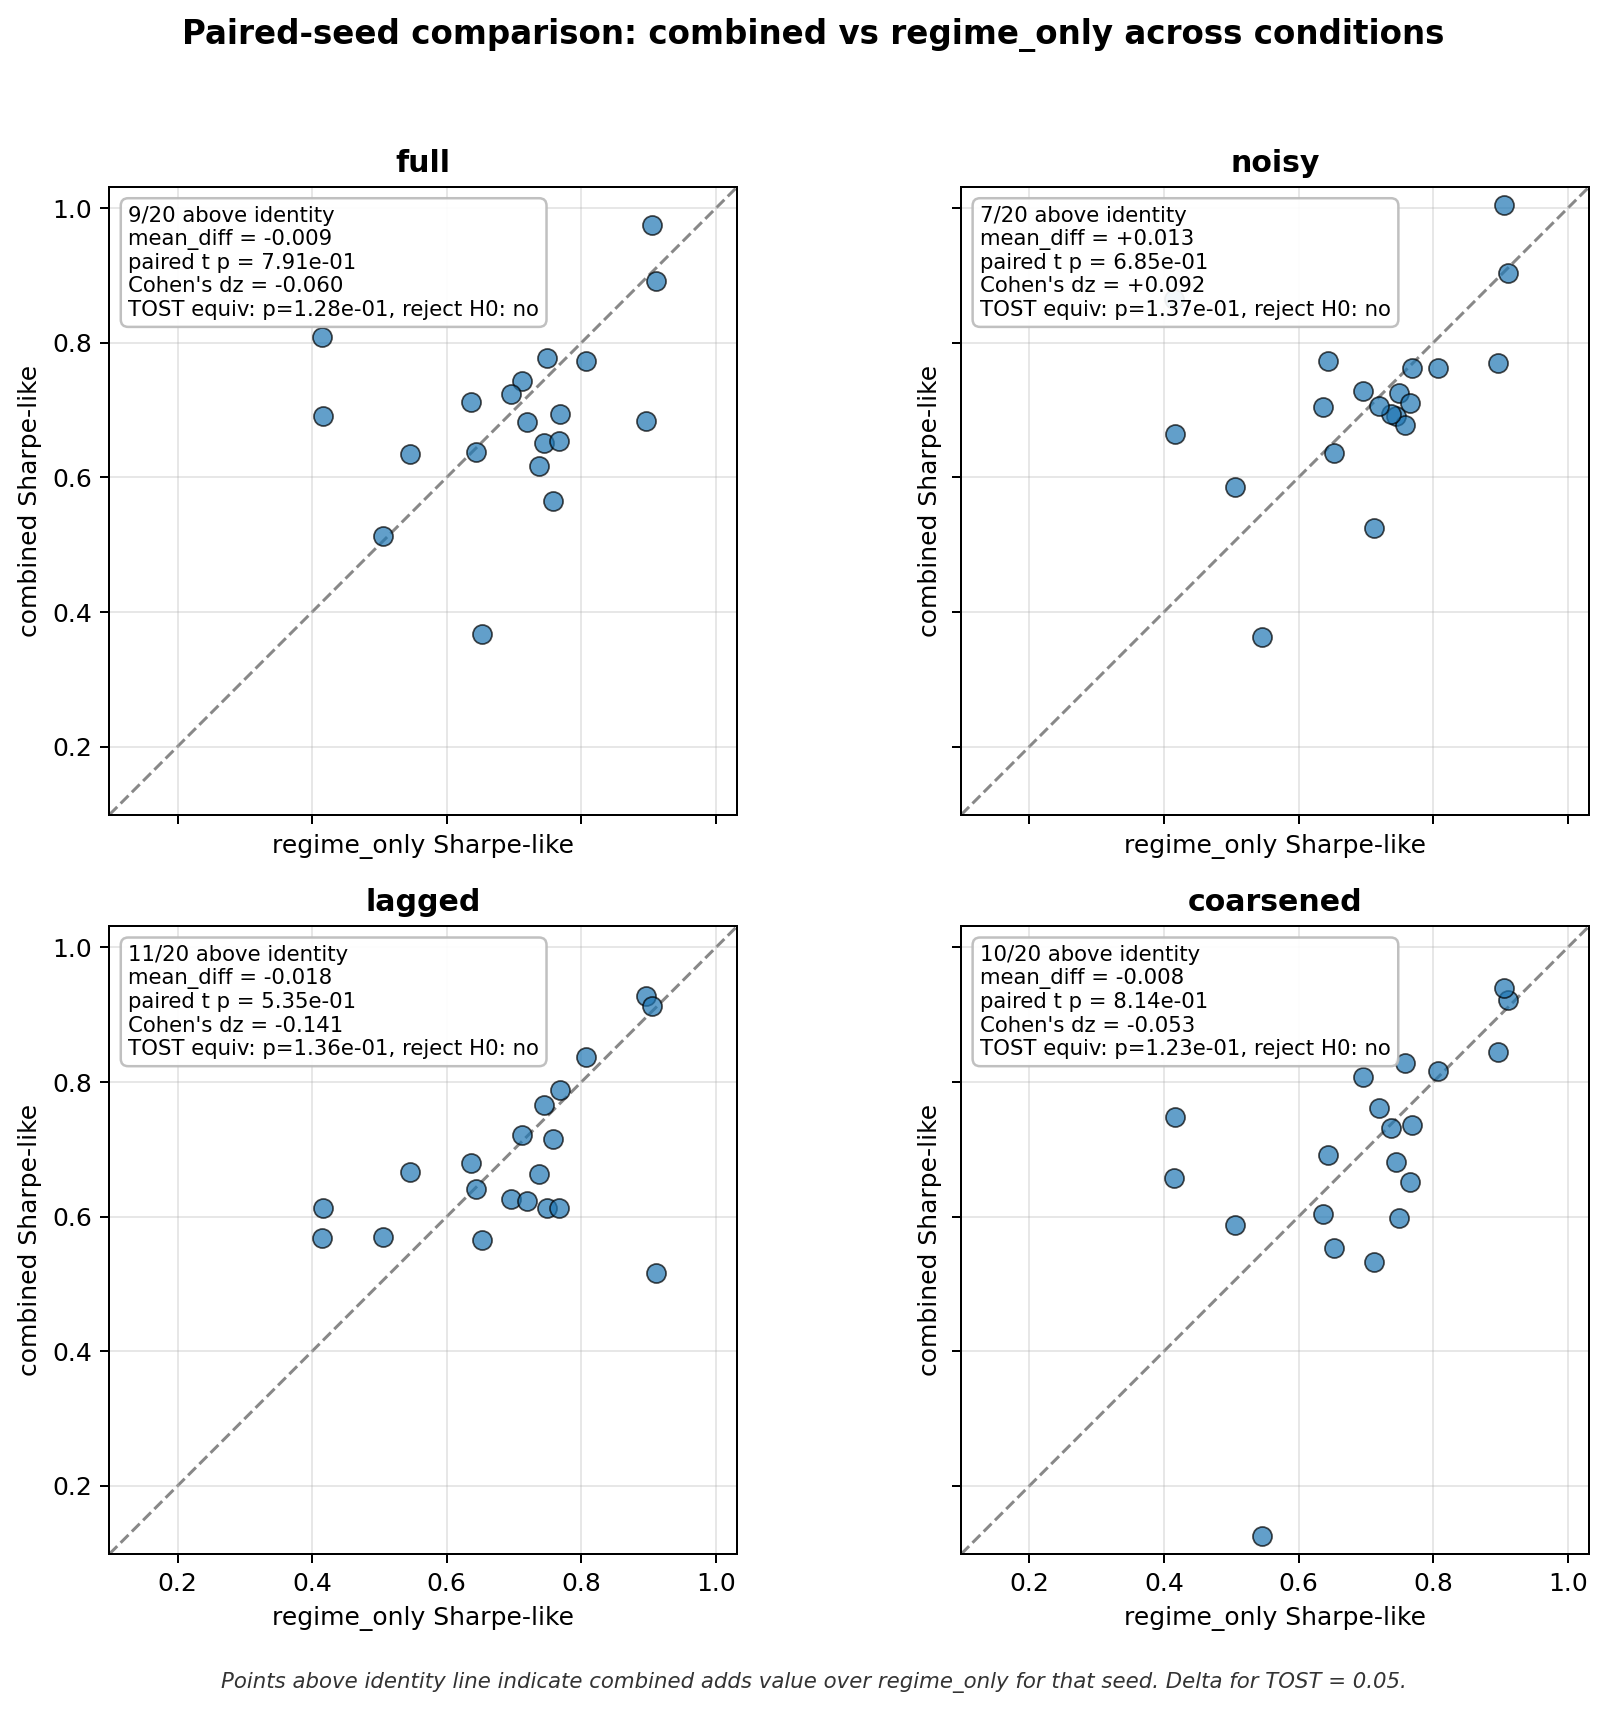 Paired-seed comparison: combined vs regime_only across conditions
full
9/20 above identity
mean_diff = -0.009
paired t p = 7.91e-01
Cohen's dz = -0.060
TOST equiv: p=1.28e-01, reject H0: no
1.0
0.8
0.6
0.4
0.2
combined Sharpe-like
regime_only Sharpe-like
noisy
7/20 above identity
mean_diff = +0.013
paired t p = 6.85e-01
Cohen's dz = +0.092
TOST equiv: p=1.37e-01, reject H0: no
combined Sharpe-like
regime_only Sharpe-like
lagged
11/20 above identity
mean_diff = -0.018
paired t p = 5.35e-01
Cohen's dz = -0.141
TOST equiv: p=1.36e-01, reject H0: no
1.0
0.8
0.6
0.4
0.2
combined Sharpe-like
0.2 0.4 0.6 0.8 1.0
regime_only Sharpe-like
coarsened
10/20 above identity
mean_diff = -0.008
paired t p = 8.14e-01
Cohen's dz = -0.053
TOST equiv: p=1.23e-01, reject H0: no
combined Sharpe-like
0.2 0.4 0.6 0.8 1.0
regime_only Sharpe-like
Points above identity line indicate combined adds value over regime_only for that seed. Delta for TOST = 0.05.